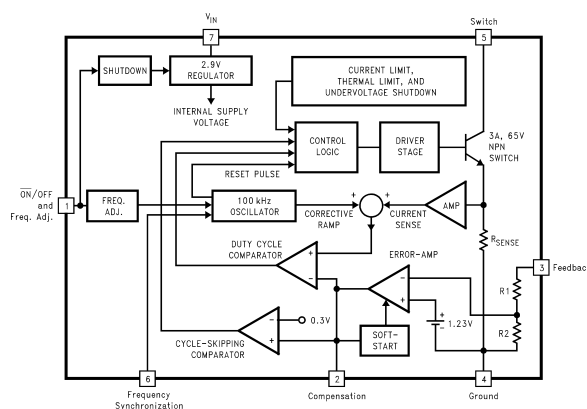 V_IN
Switch
7
5
SHUTDOWN
2.9V
REGULATOR
CURRENT LIMIT,
THERMAL LIMIT, AND
UNDERVOLTAGE SHUTDOWN
INTERNAL SUPPLY
VOLTAGE
CONTROL
LOGIC
DRIVER
STAGE
3A, 65V
NPN
SWITCH
RESET PULSE
ON/OFF
and
Freq. Adj.
1
FREQ.
ADJ.
100 kHz
OSCILLATOR
+
+
AMP
CORRECTIVE
RAMP
CURRENT
SENSE
R_SENSE
DUTY CYCLE
COMPARATOR
+
−
ERROR-AMP
−
+
3
Feedbac
R1
+
−
1.23V
R2
−
0.3V
+
CYCLE-SKIPPING
COMPARATOR
SOFT-
START
6
2
4
Frequency
Synchronization
Compensation
Ground